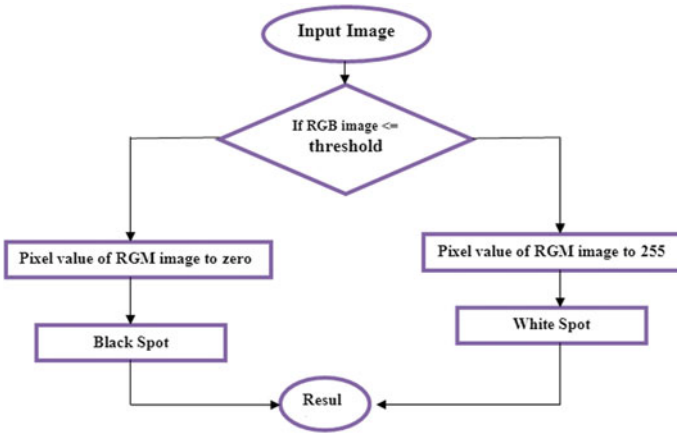 Input Image
If RGB image <=
threshold
Pixel value of RGM image to zero
Pixel value of RGM image to 255
Black Spot
White Spot
Resul